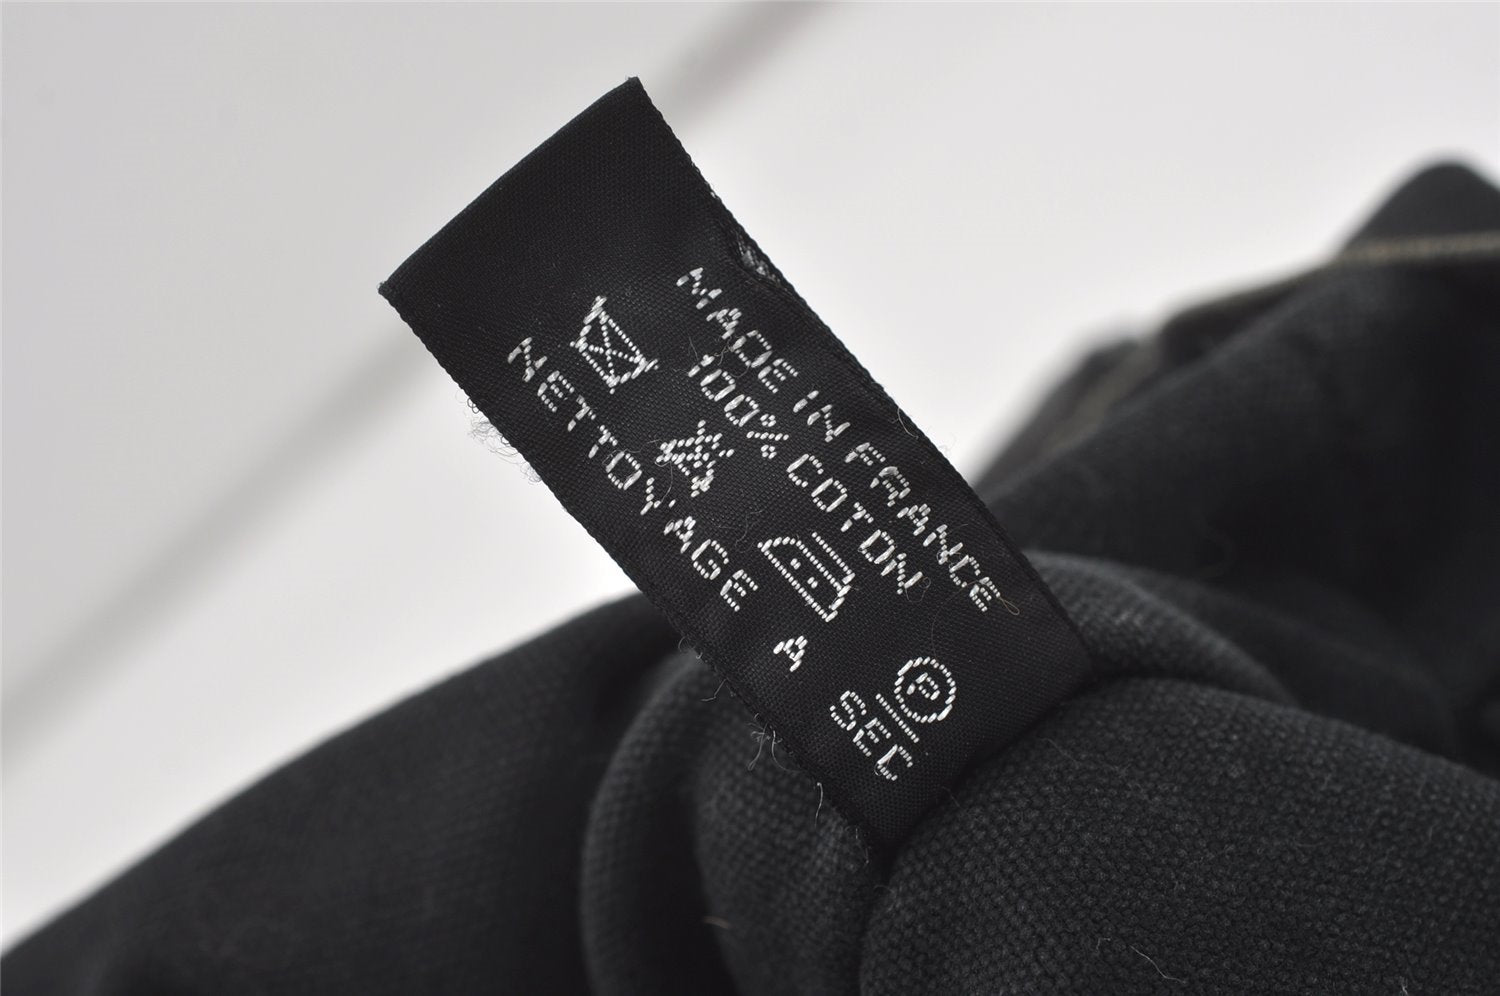 MADE IN FRANCE
100% COTON
P
NETTOYAGE A SEC